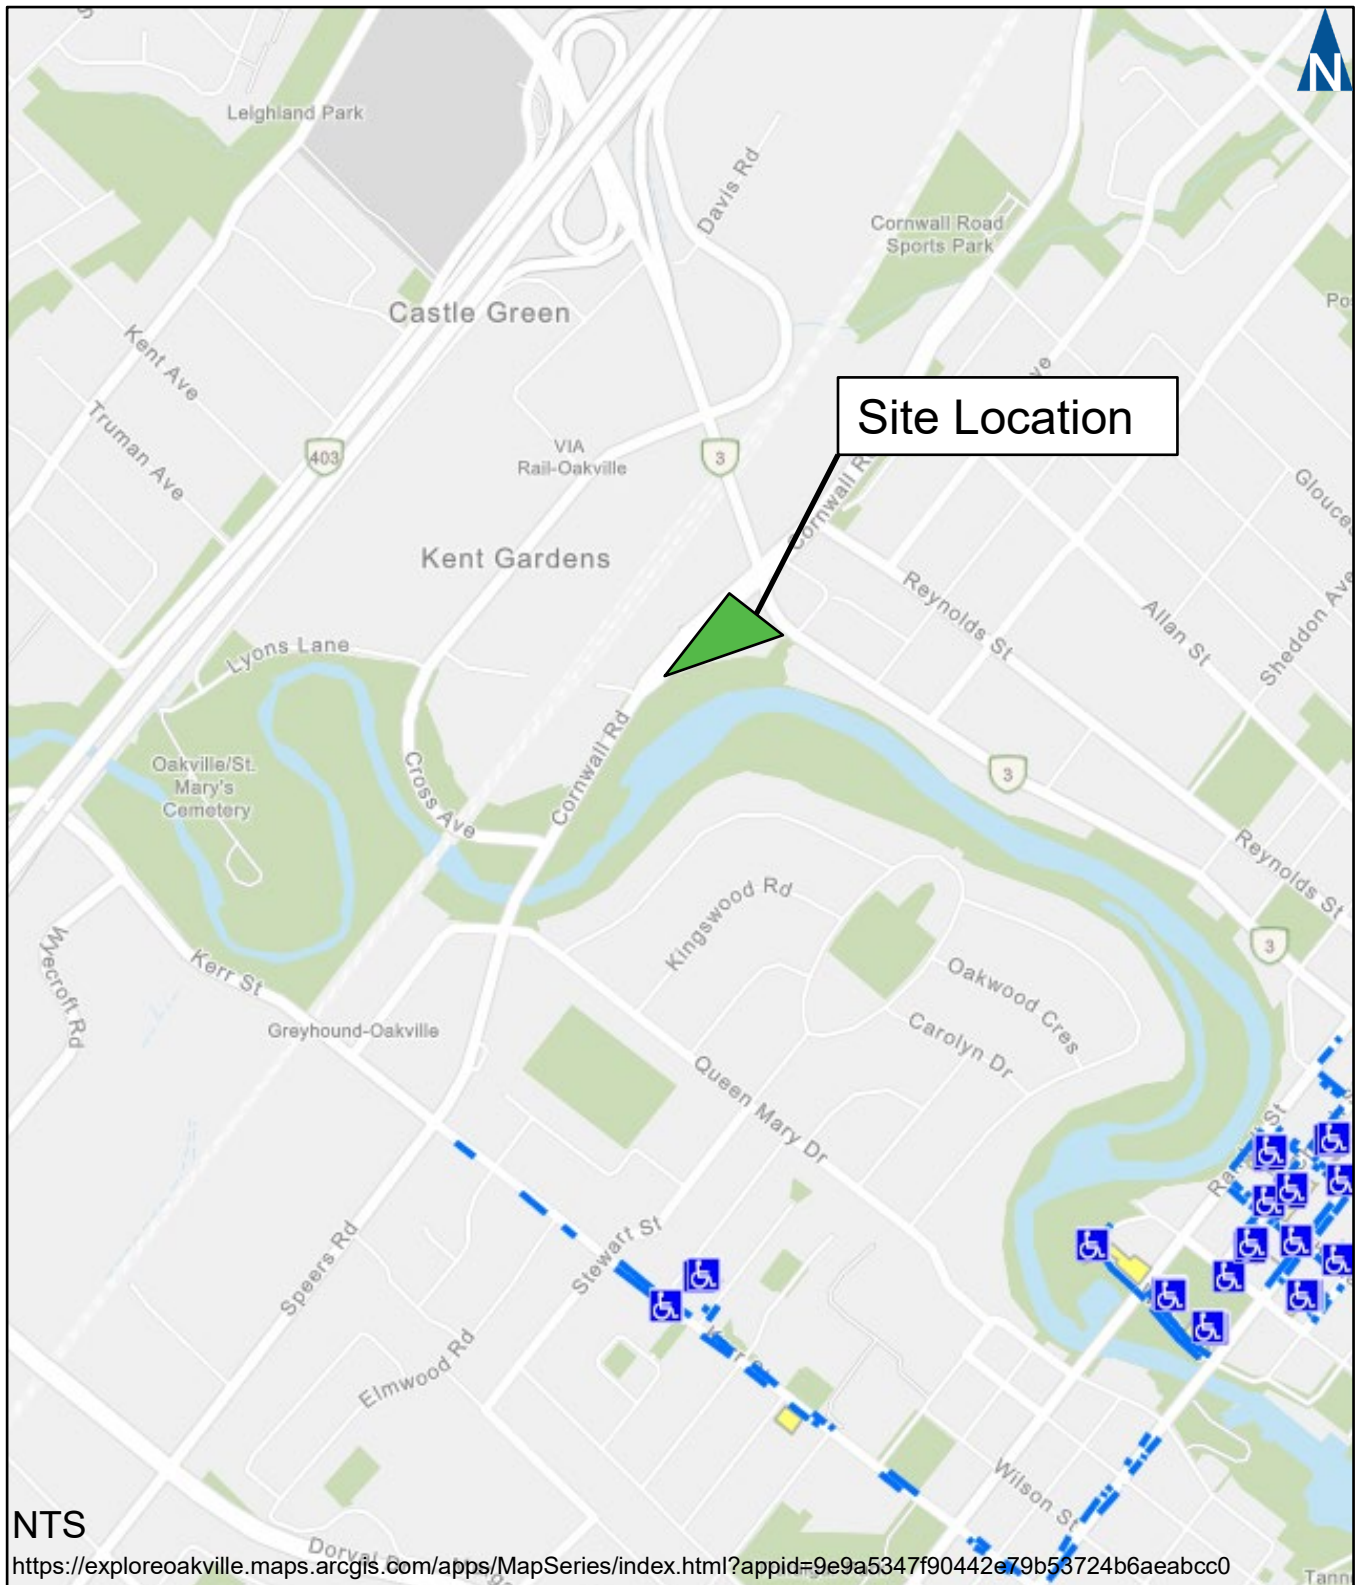 N
Leighland Park
Davis Rd
Cornwall Road
Sports Park
Castle Green
Kent Ave
Truman Ave
403
VIA
Rail-Oakville
3
Site Location
Cornwall Rd
Kent Gardens
Reynolds St
Allan St
Sheddon Ave
Lyons Lane
Oakville/St.
Mary's
Cemetery
Cross Ave
Cornwall Rd
3
Reynolds St
3
Kingswood Rd
Oakwood Cres
Carolyn Dr
Wyecroft Rd
Kerr St
Greyhound-Oakville
Queen Mary Dr
Stewart St
Speers Rd
Elmwood Rd
Kerr St
Wilson St
NTS
https://exploreoakville.maps.arcgis.com/apps/MapSeries/index.html?appid=9e9a5347f90442e79b53724b6aeabcc0